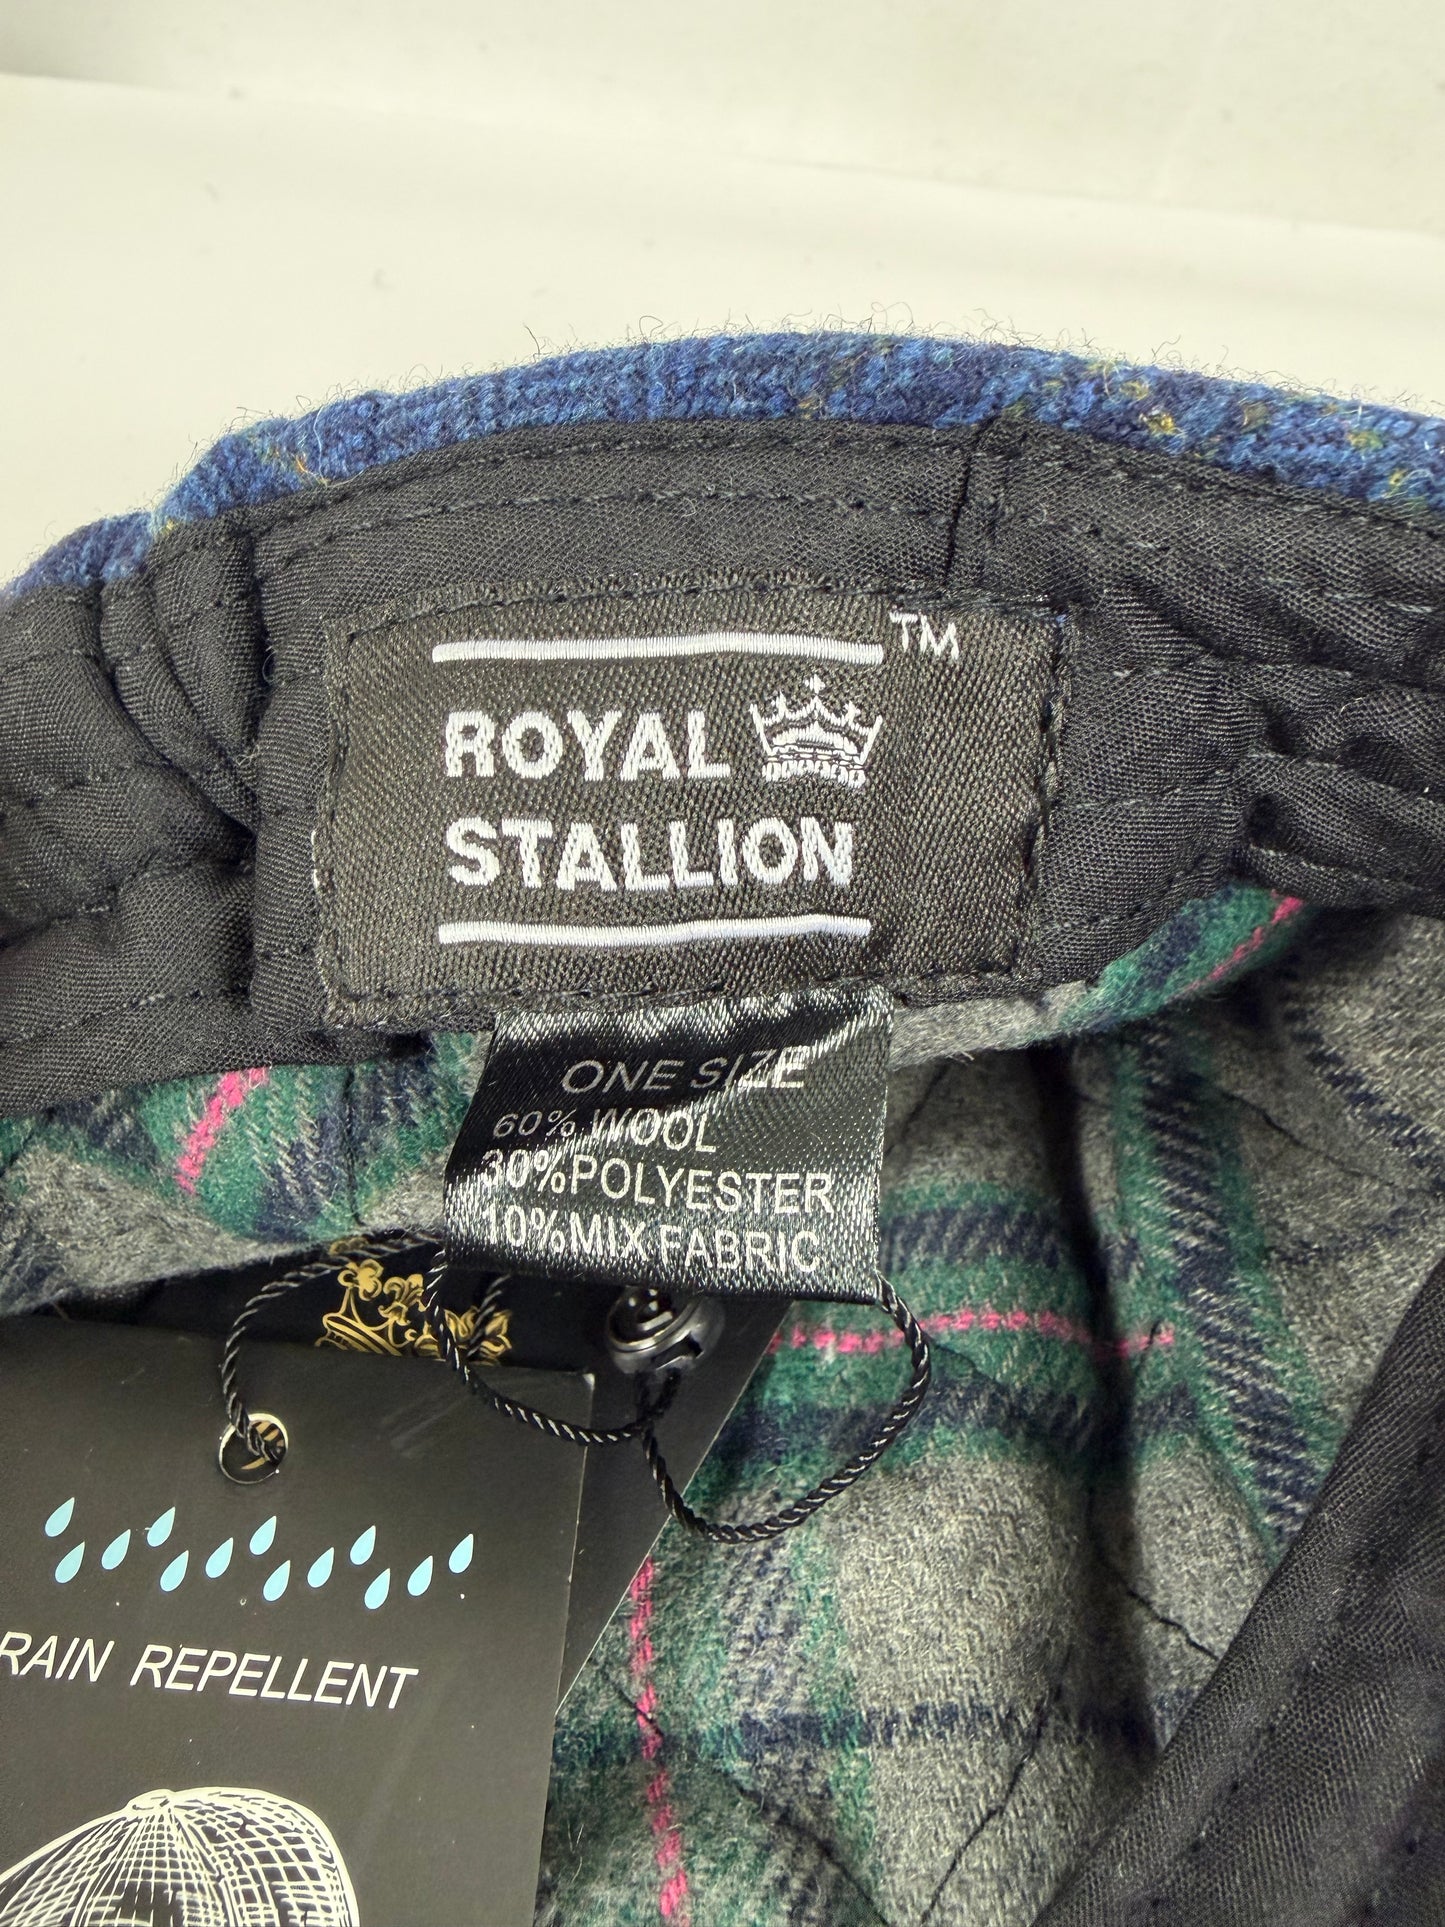 TM
ROYAL
STALLION
ONE SIZE
60% WOOL
30%POLYESTER
10%MIX FABRIC
RAIN REPELLENT